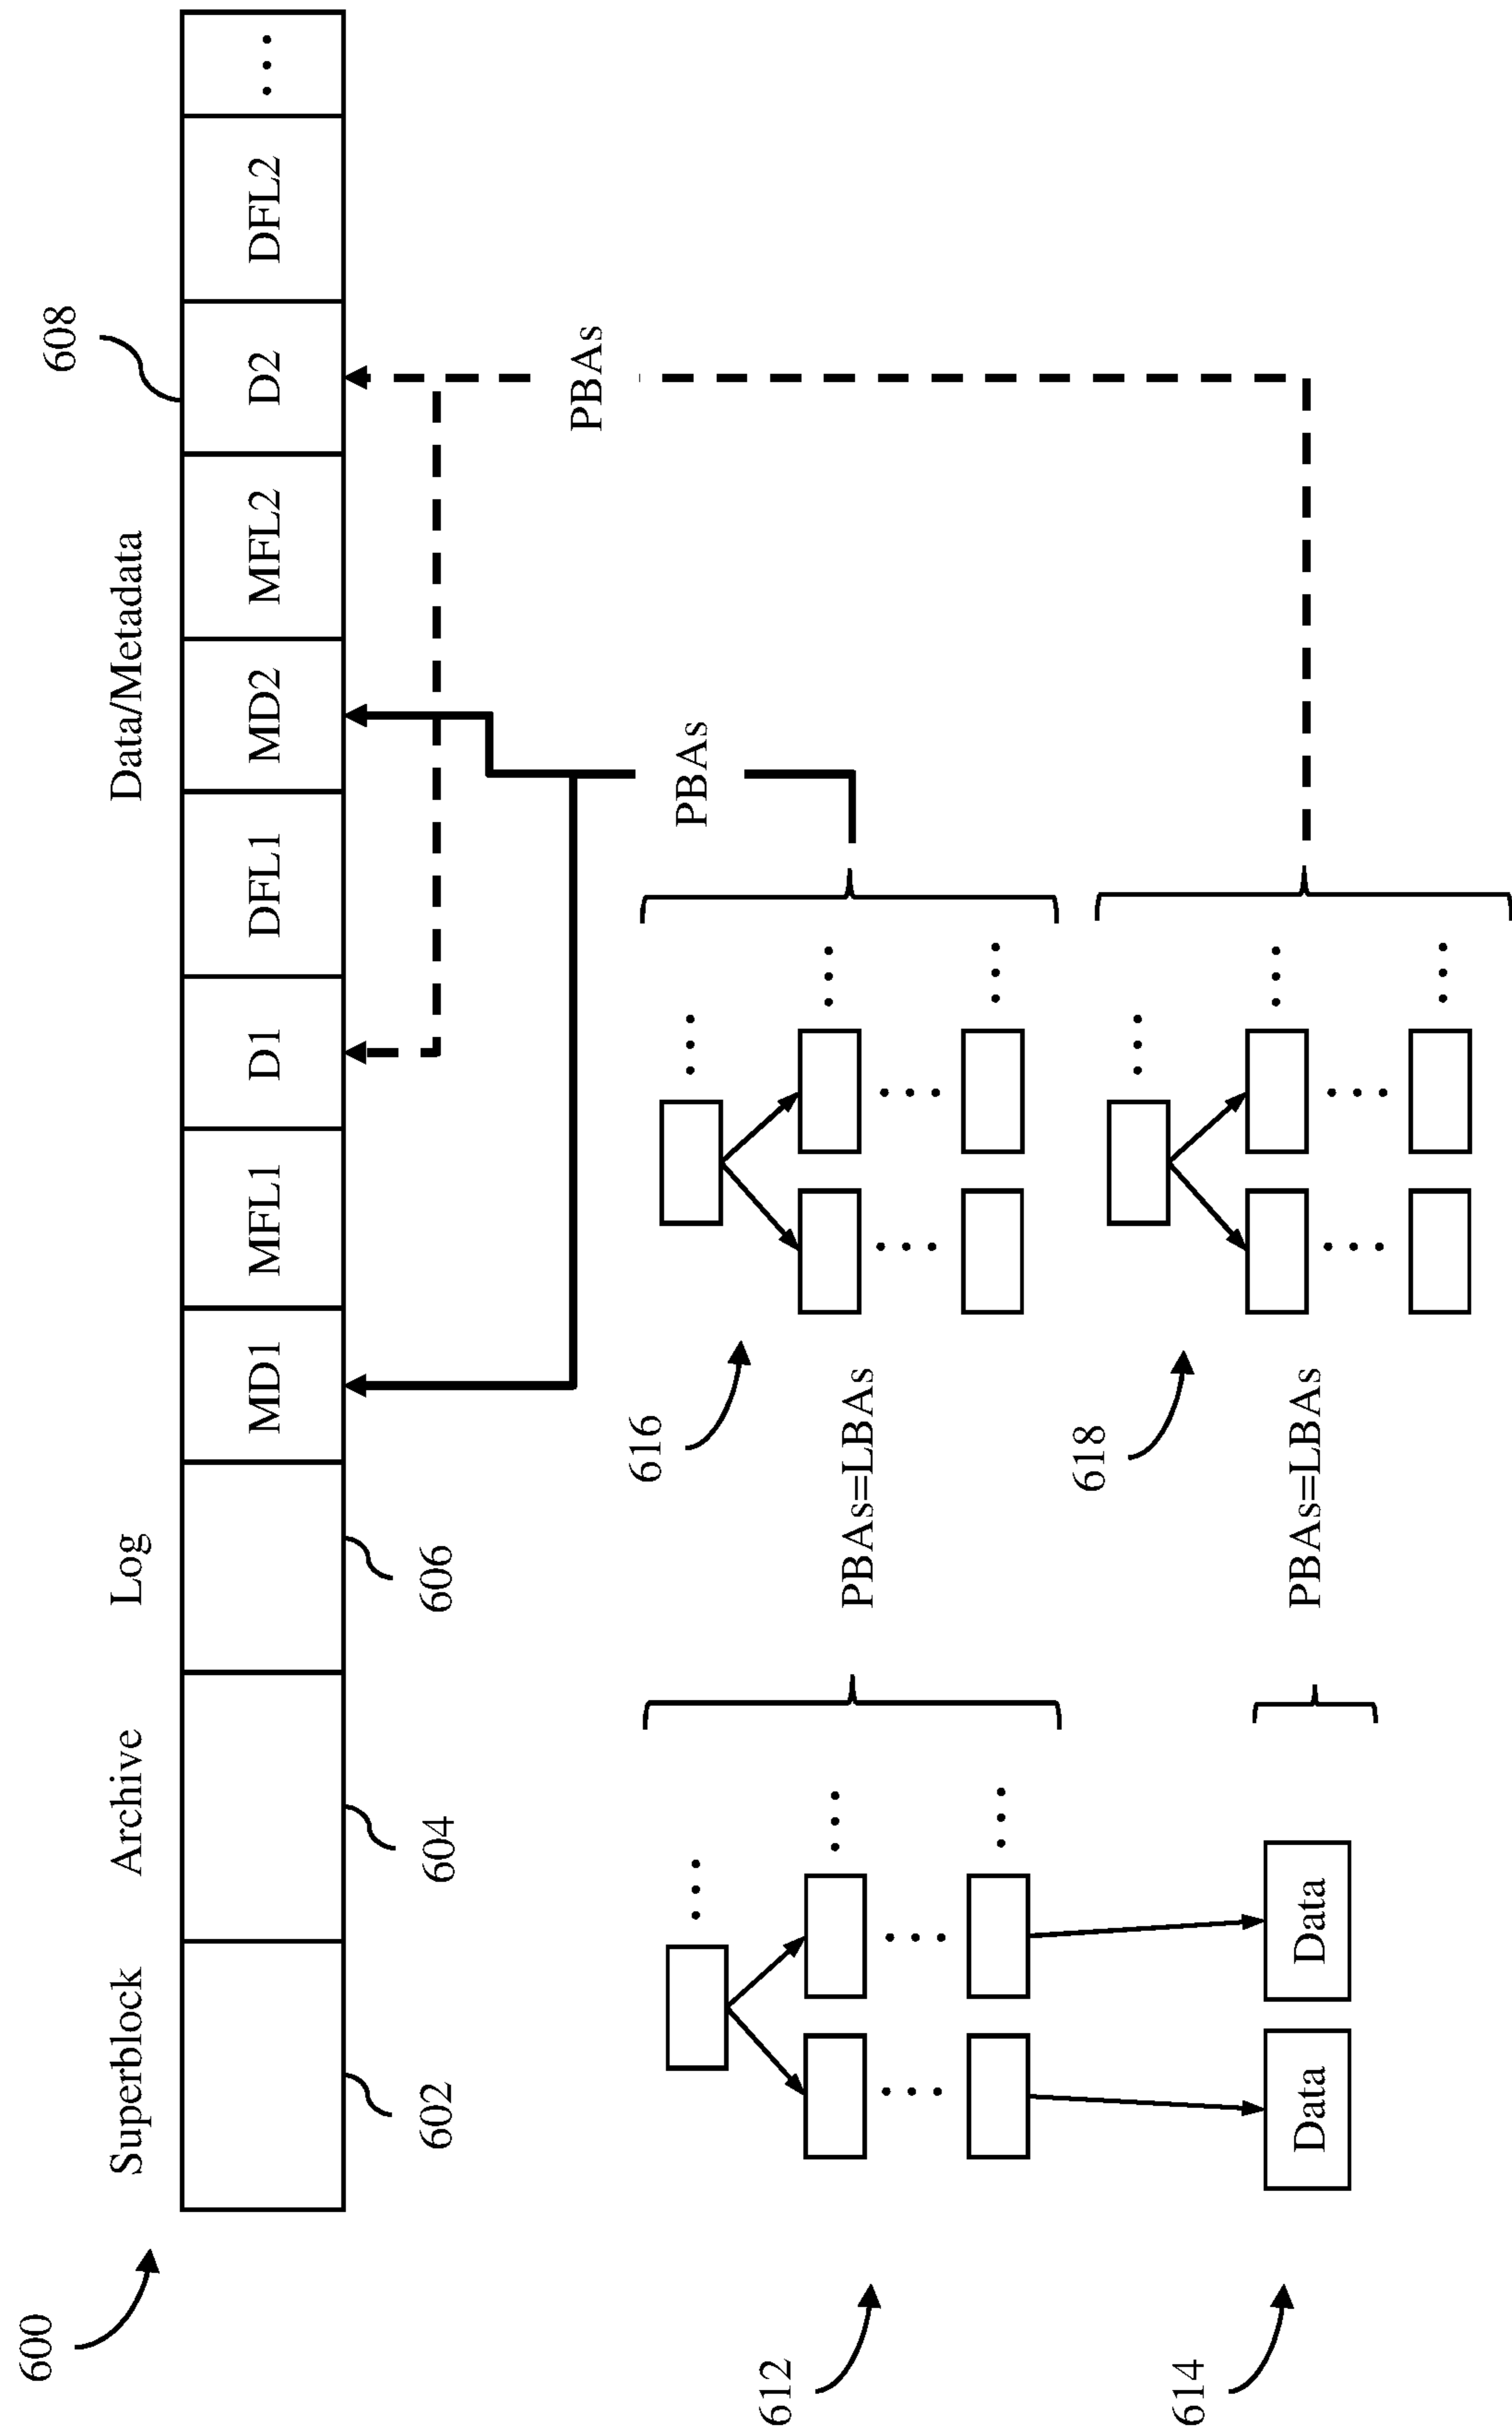 600
Superblock
Archive
Log
Data/Metadata
608
MD1
MFL1
D1
DFL1
MD2
MFL2
D2
DFL2
602
604
606
PBAs
PBAs
612
616
PBAs=LBAs
614
Data
Data
618
PBAs=LBAs